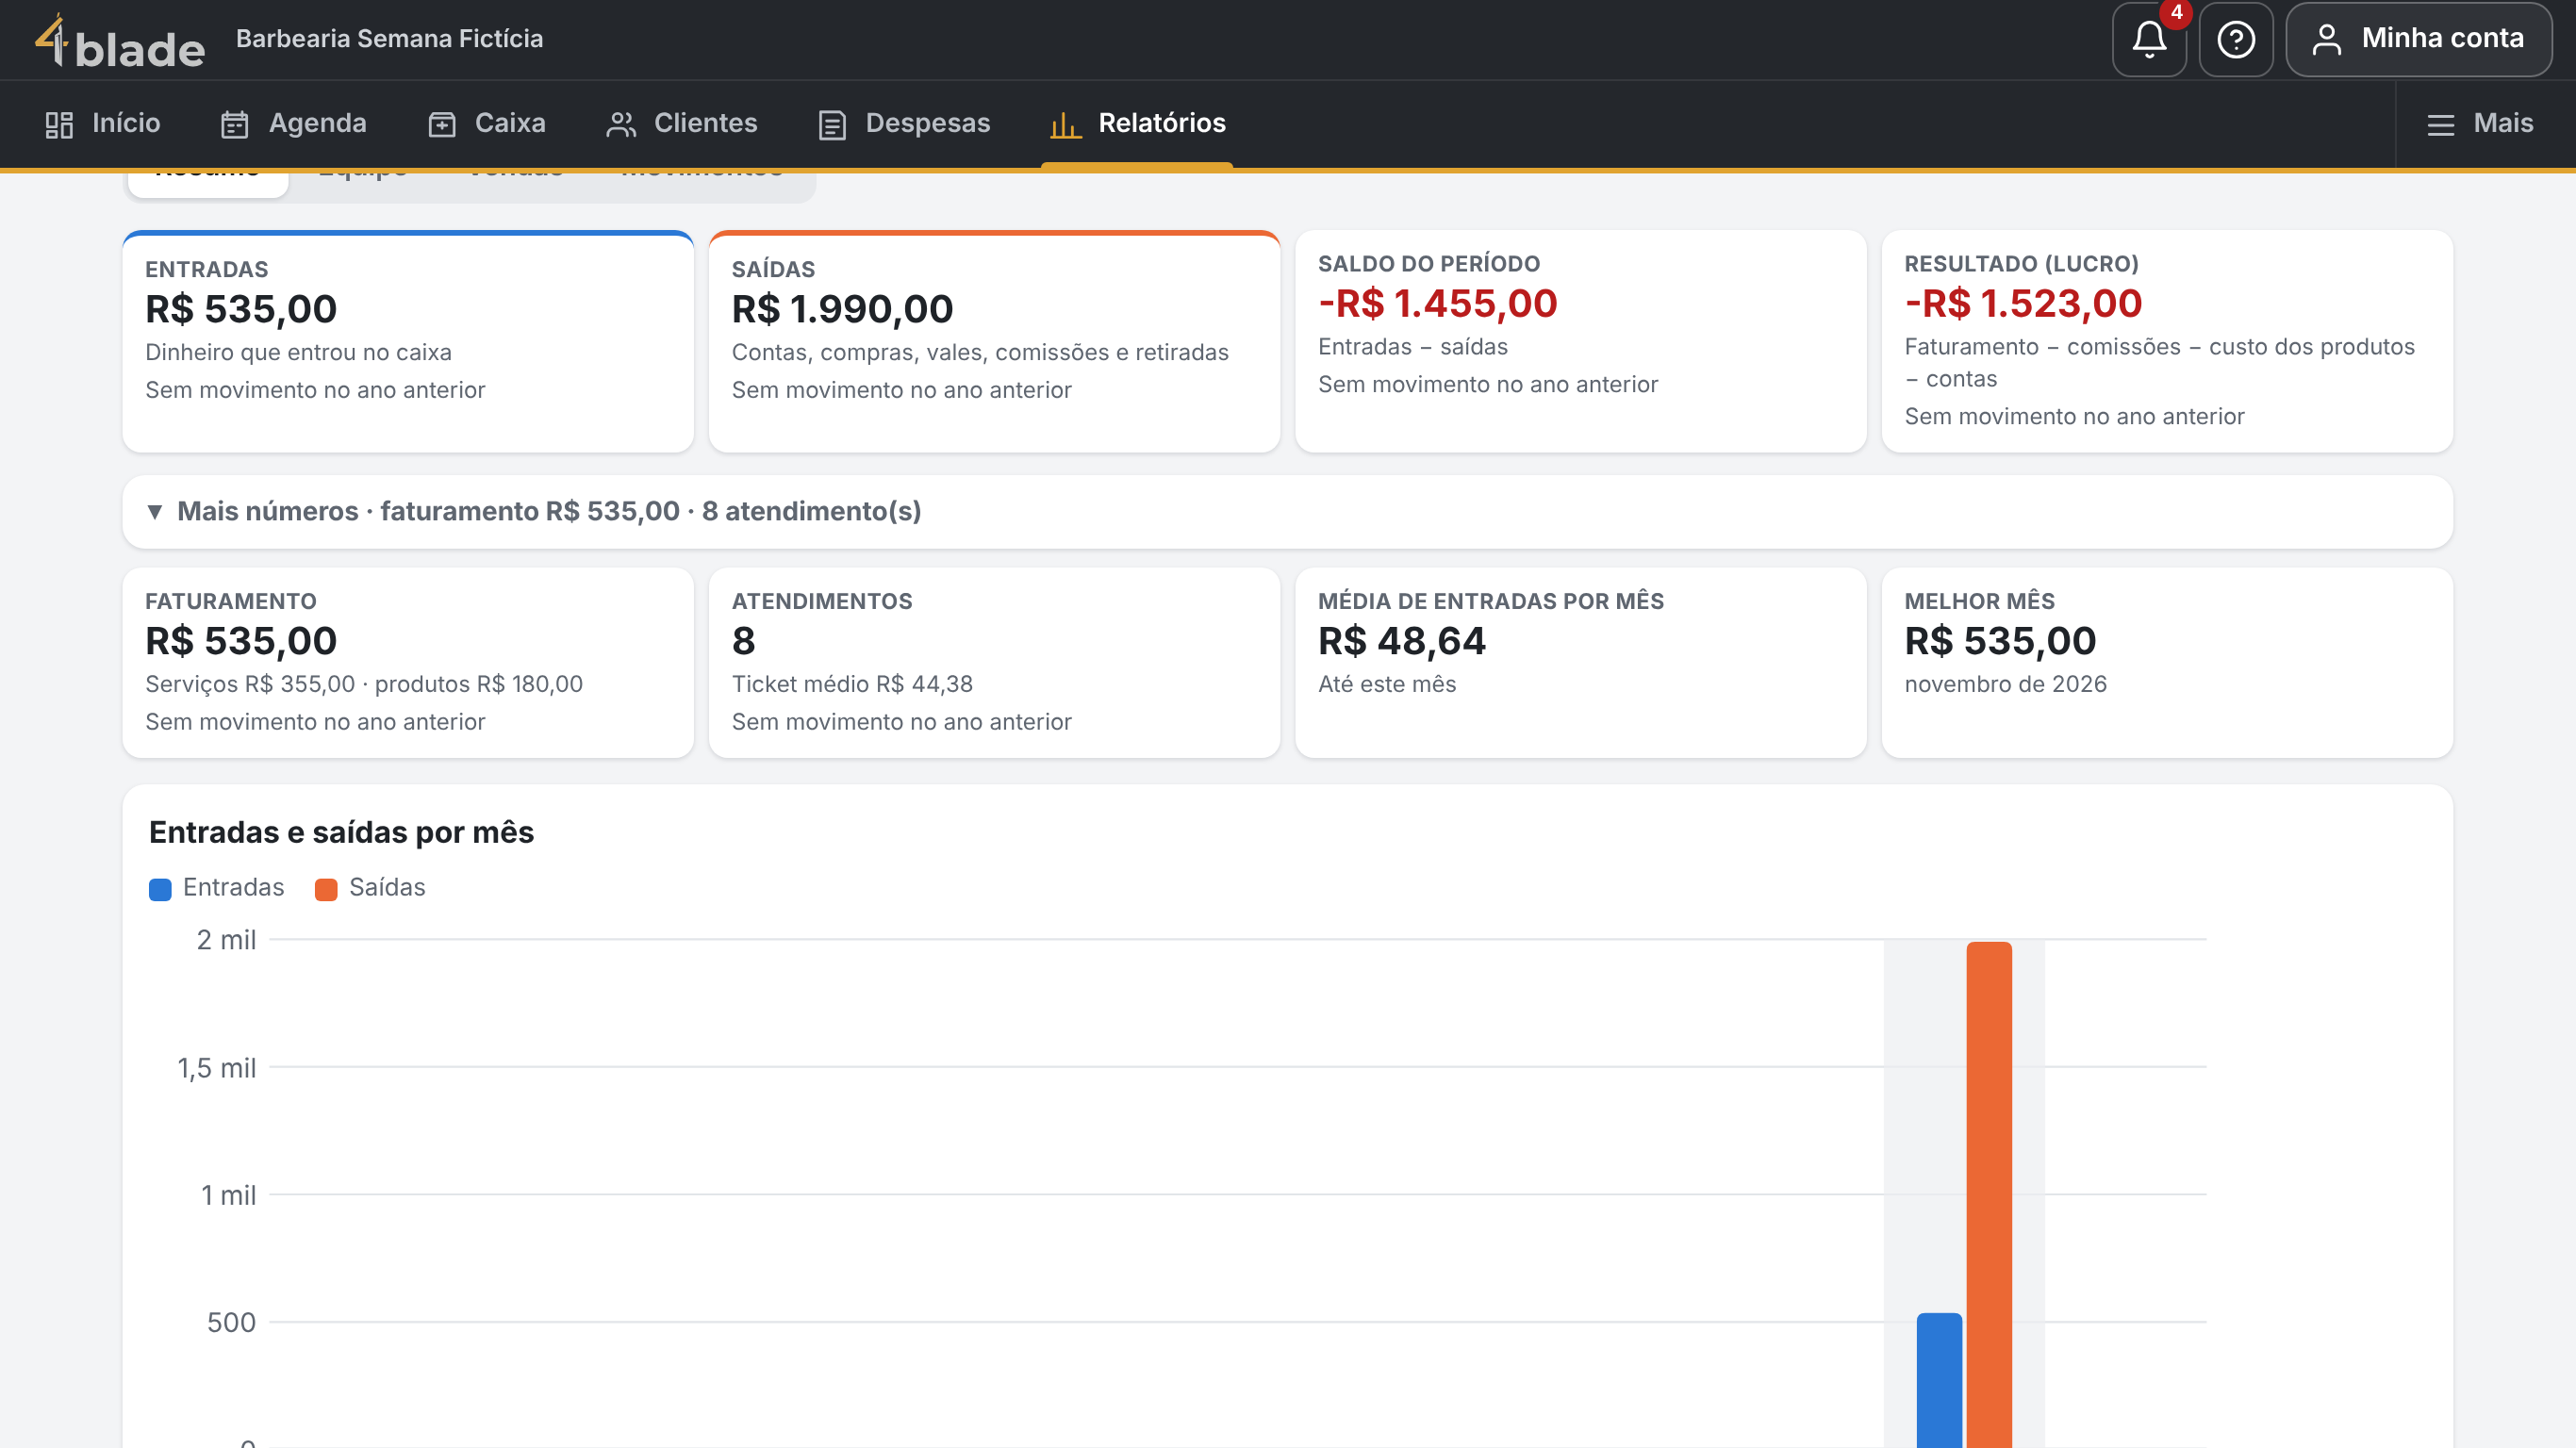 4blade
Barbearia Semana Fictícia
4
Minha conta
Início
Agenda
Caixa
Clientes
Despesas
Relatórios
Mais
ENTRADAS
R$ 535,00
Dinheiro que entrou no caixa
Sem movimento no ano anterior
SAÍDAS
R$ 1.990,00
Contas, compras, vales, comissões e retiradas
Sem movimento no ano anterior
SALDO DO PERÍODO
-R$ 1.455,00
Entradas − saídas
Sem movimento no ano anterior
RESULTADO (LUCRO)
-R$ 1.523,00
Faturamento − comissões − custo dos produtos
− contas
Sem movimento no ano anterior
▼ Mais números · faturamento R$ 535,00 · 8 atendimento(s)
FATURAMENTO
R$ 535,00
Serviços R$ 355,00 · produtos R$ 180,00
Sem movimento no ano anterior
ATENDIMENTOS
8
Ticket médio R$ 44,38
Sem movimento no ano anterior
MÉDIA DE ENTRADAS POR MÊS
R$ 48,64
Até este mês
MELHOR MÊS
R$ 535,00
novembro de 2026
Entradas e saídas por mês
Entradas
Saídas
2 mil
1,5 mil
1 mil
500